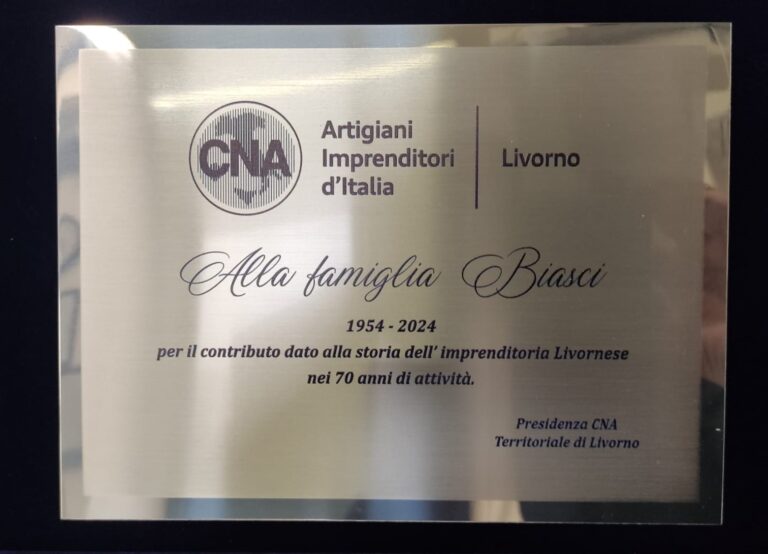 CNA
Artigiani
Imprenditori
d'Italia
Livorno
Alla famiglia Biasci
1954 - 2024
per il contributo dato alla storia dell' imprenditoria Livornese
nei 70 anni di attività.
Presidenza CNA
Territoriale di Livorno